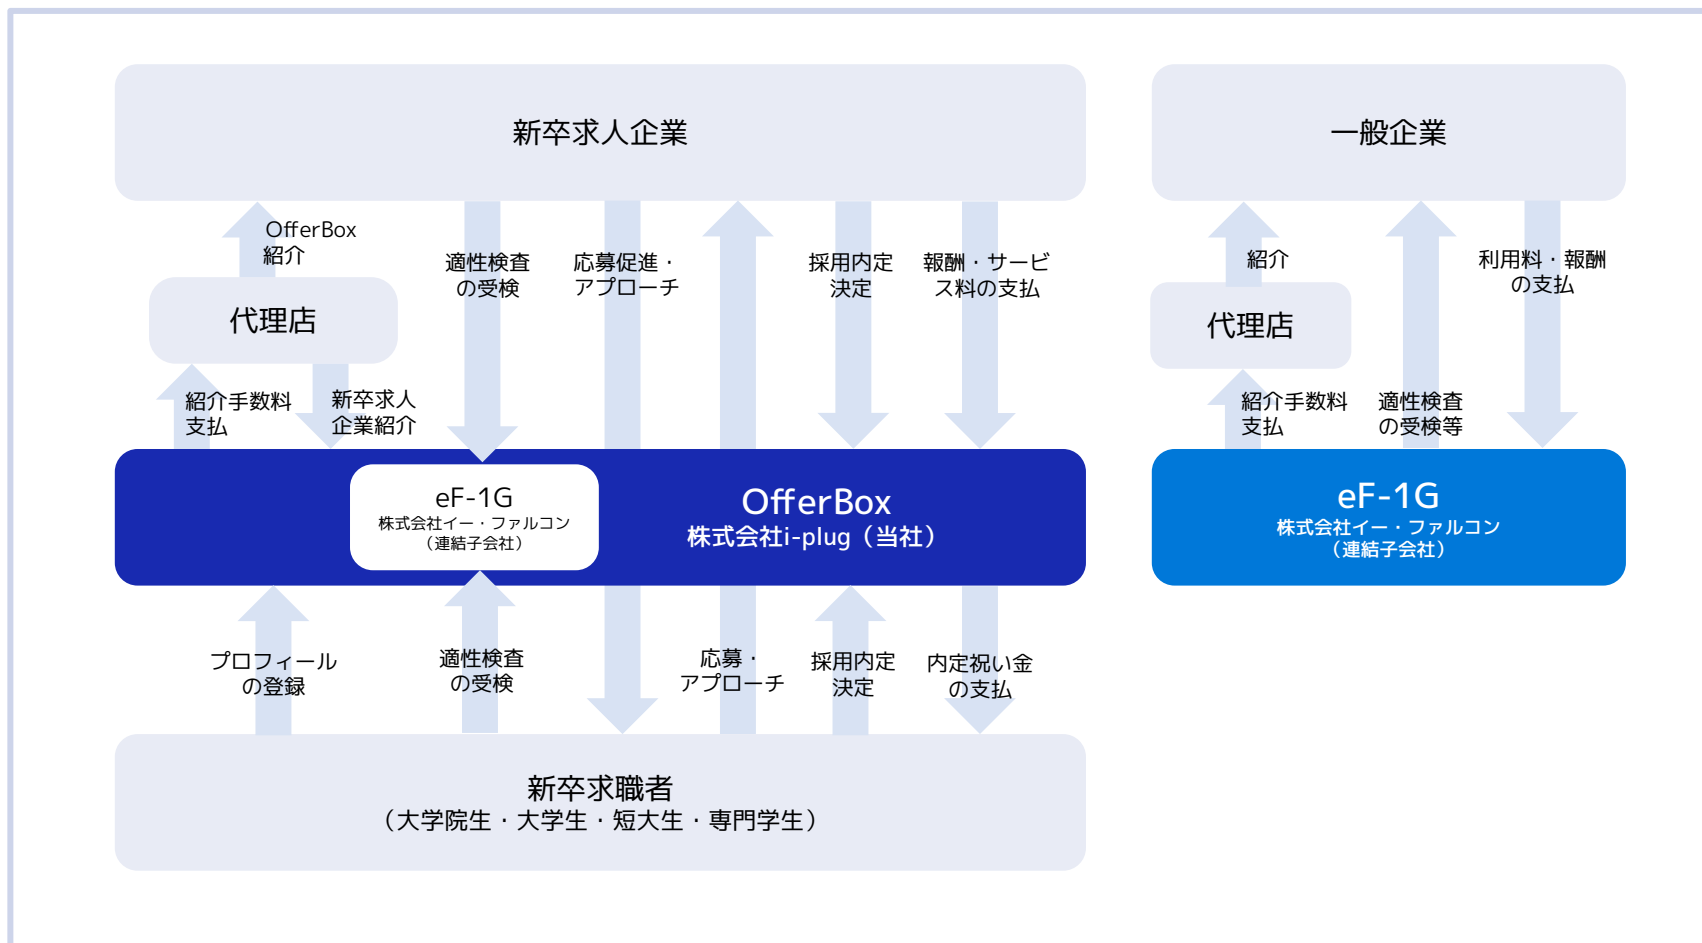 新卒求人企業
一般企業
OfferBox
紹介
適性検査
の受検
応募促進・
アプローチ
採用内定
決定
報酬・サービ
ス料の支払
紹介
利用料・報酬
の支払
代理店
代理店
紹介手数料
支払
新卒求人
企業紹介
紹介手数料
支払
適性検査
の受検等
eF-1G
株式会社イー・ファルコン
（連結子会社）
OfferBox
株式会社i-plug（当社）
eF-1G
株式会社イー・ファルコン
（連結子会社）
プロフィール
の登録
適性検査
の受検
応募・
アプローチ
採用内定
決定
内定祝い金
の支払
新卒求職者
（大学院生・大学生・短大生・専門学生）